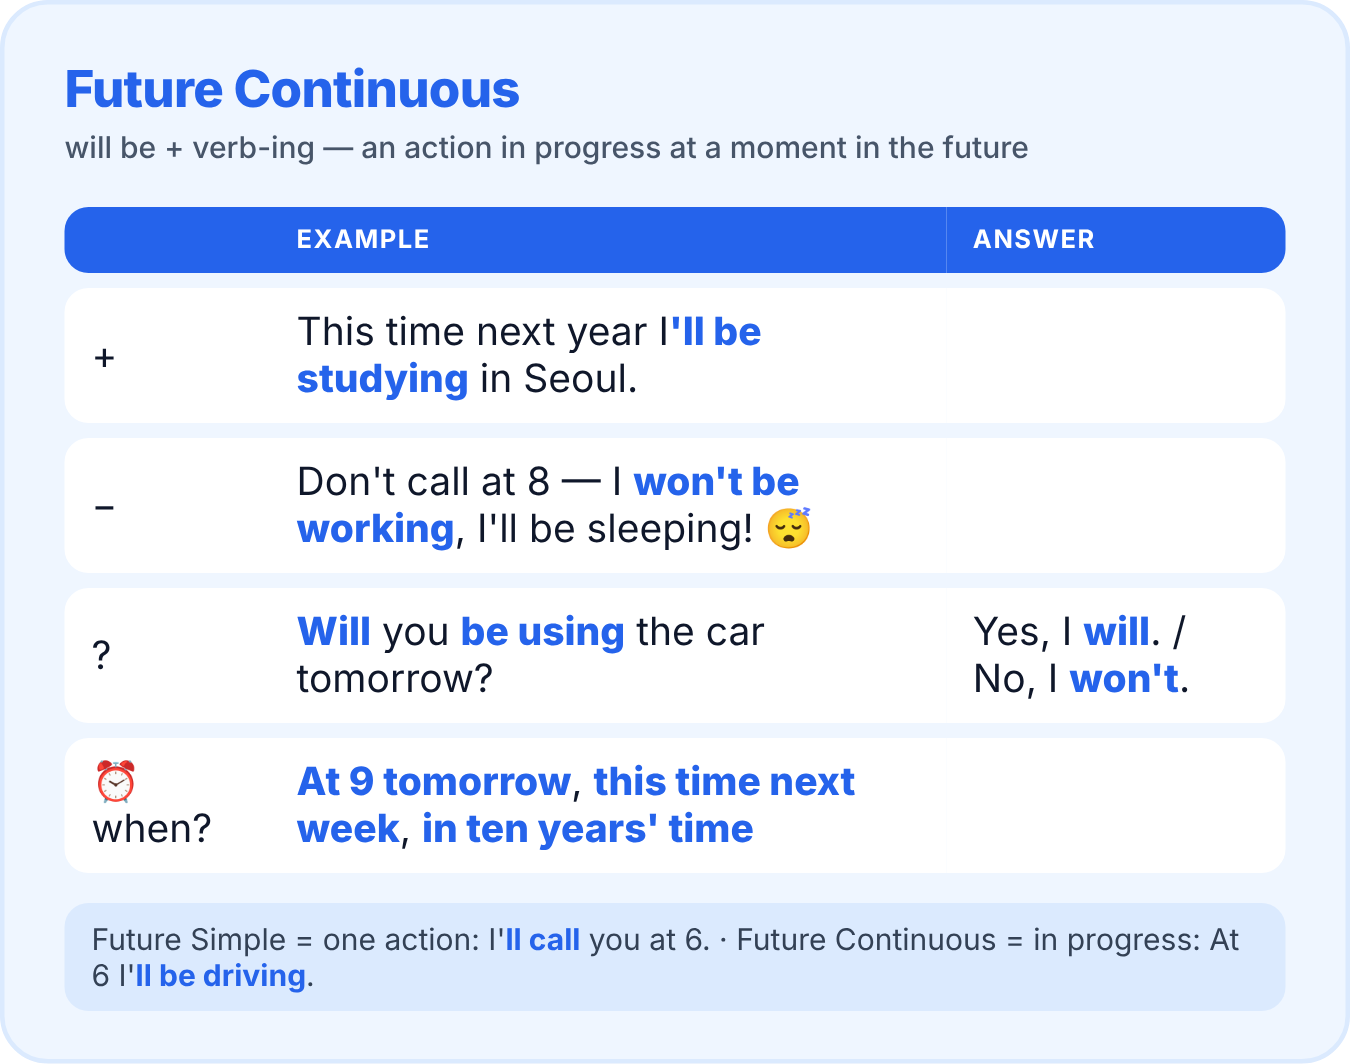 Future Continuous
will be + verb-ing — an action in progress at a moment in the future
EXAMPLE ANSWER
+ This time next year I'll be
studying in Seoul.
– Don't call at 8 — I won't be
working, I'll be sleeping! 😴
? Will you be using the car
tomorrow?
Yes, I will. /
No, I won't.
⏰
when?
At 9 tomorrow, this time next
week, in ten years' time
Future Simple = one action: I'll call you at 6. · Future Continuous = in progress: At
6 I'll be driving.